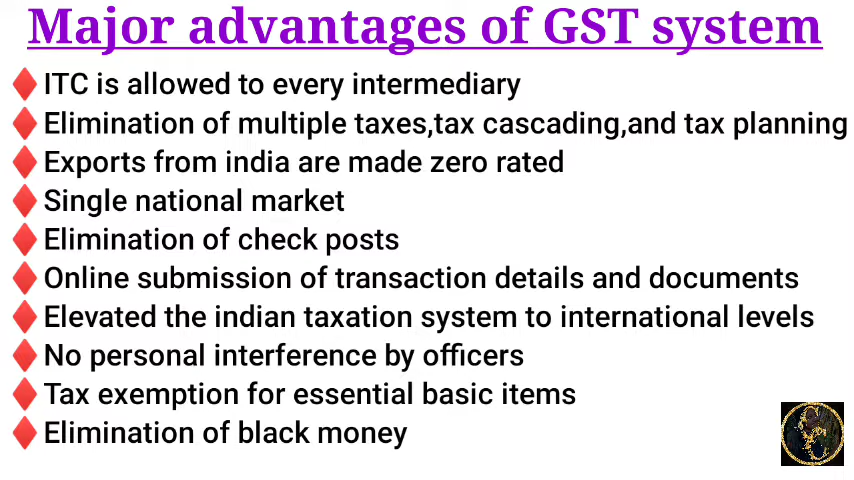 Major advantages of GST system
ITC is allowed to every intermediary
Elimination of multiple taxes,tax cascading,and tax planning
Exports from india are made zero rated
Single national market
Elimination of check posts
Online submission of transaction details and documents
Elevated the indian taxation system to international levels
No personal interference by officers
Tax exemption for essential basic items
Elimination of black money